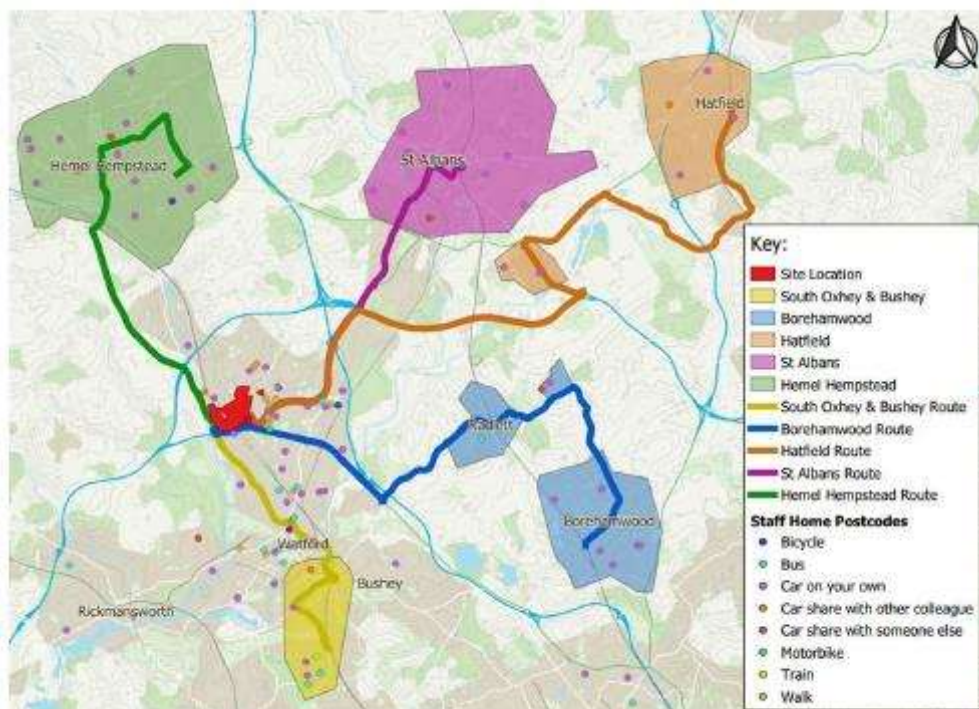 Hatfield
Hemel Hempstead
St Albans
Radlett
Borehamwood
Watford
Bushey
Rickmansworth
Key:
Site Location
South Oxhey & Bushey
Borehamwood
Hatfield
St Albans
Hemel Hempstead
South Oxhey & Bushey Route
Borehamwood Route
Hatfield Route
St Albans Route
Hemel Hempstead Route
Staff Home Postcodes
Bicycle
Bus
Car on your own
Car share with other colleague
Car share with someone else
Motorbike
Train
Walk